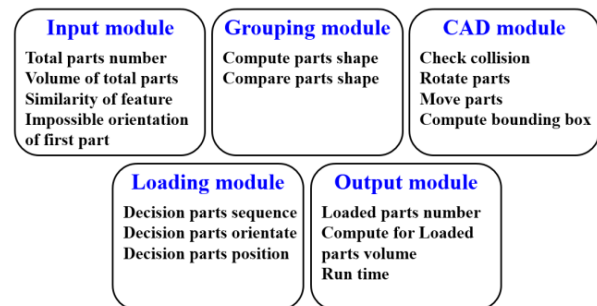 Input module
Total parts number
Volume of total parts
Similarity of feature
Impossible orientation
of first part
Grouping module
Compute parts shape
Compare parts shape
CAD module
Check collision
Rotate parts
Move parts
Compute bounding box
Loading module
Decision parts sequence
Decision parts orientate
Decision parts position
Output module
Loaded parts number
Compute for Loaded
parts volume
Run time